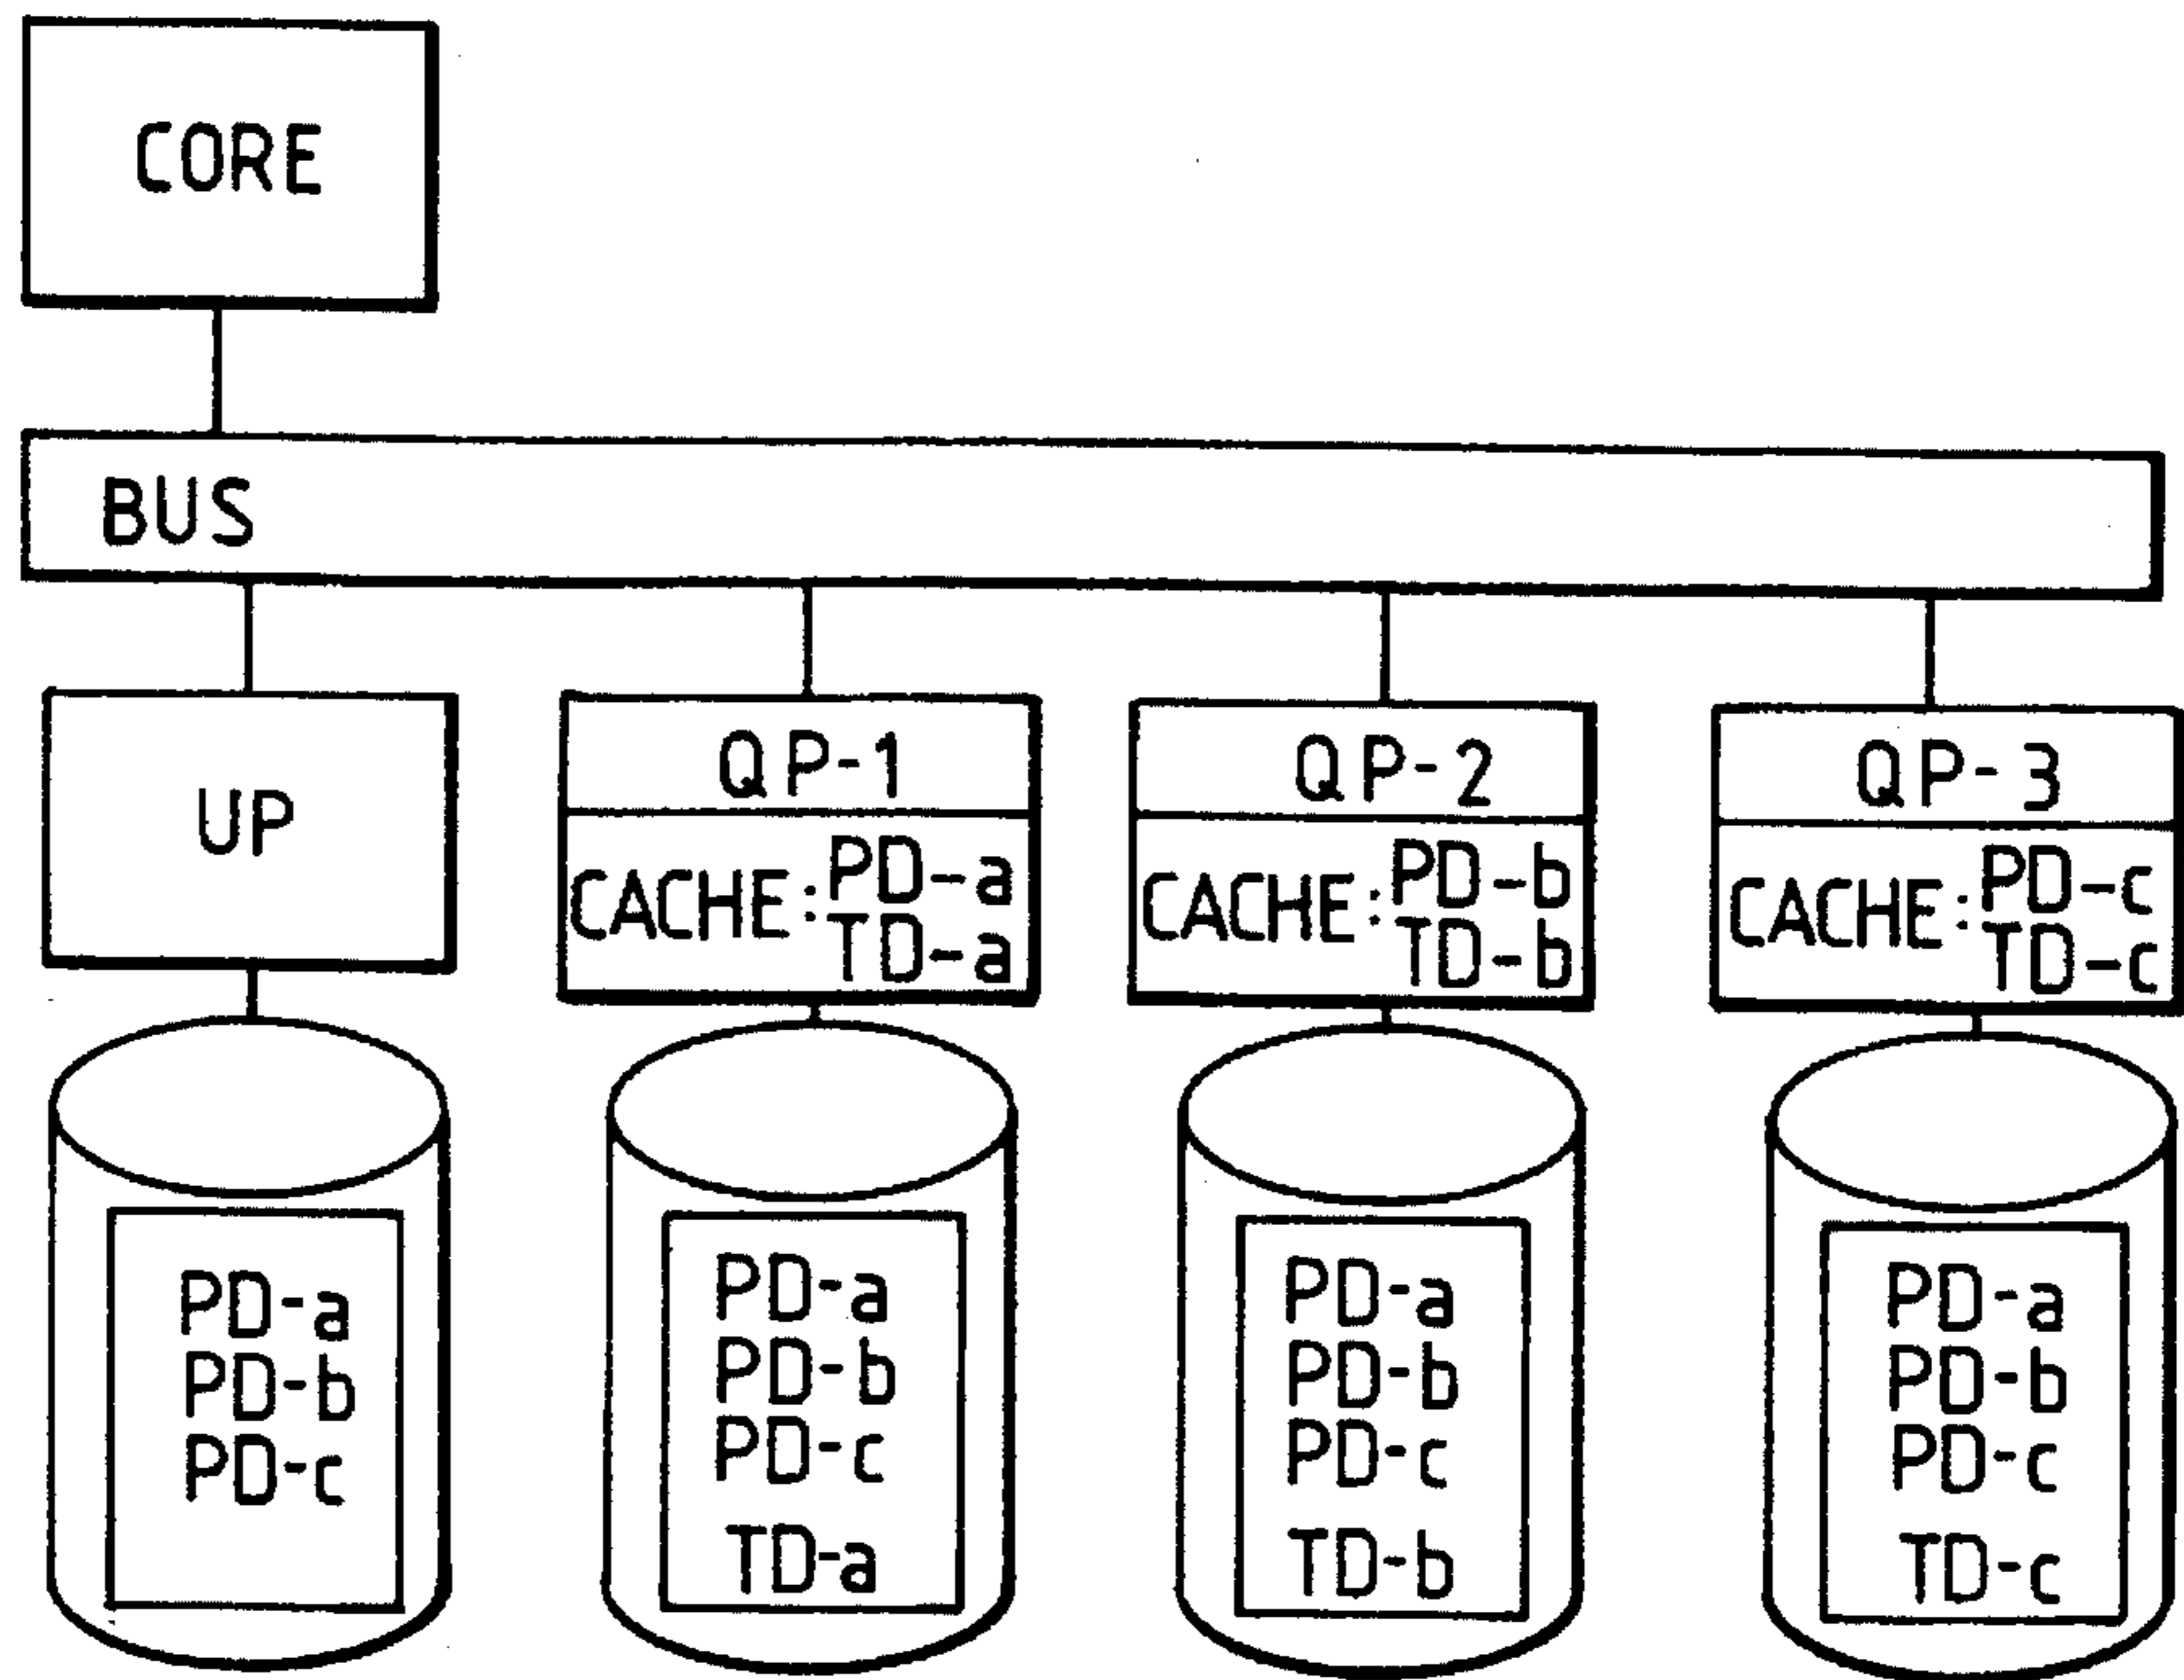 CORE
BUS
UP
QP-1
CACHE: PD-a
TD-a
QP-2
CACHE: PD-b
TD-b
QP-3
CACHE: PD-c
TD-c
PD-a
PD-b
PD-c
PD-a
PD-b
PD-c
TD-a
PD-a
PD-b
PD-c
TD-b
PD-a
PD-b
PD-c
TD-c